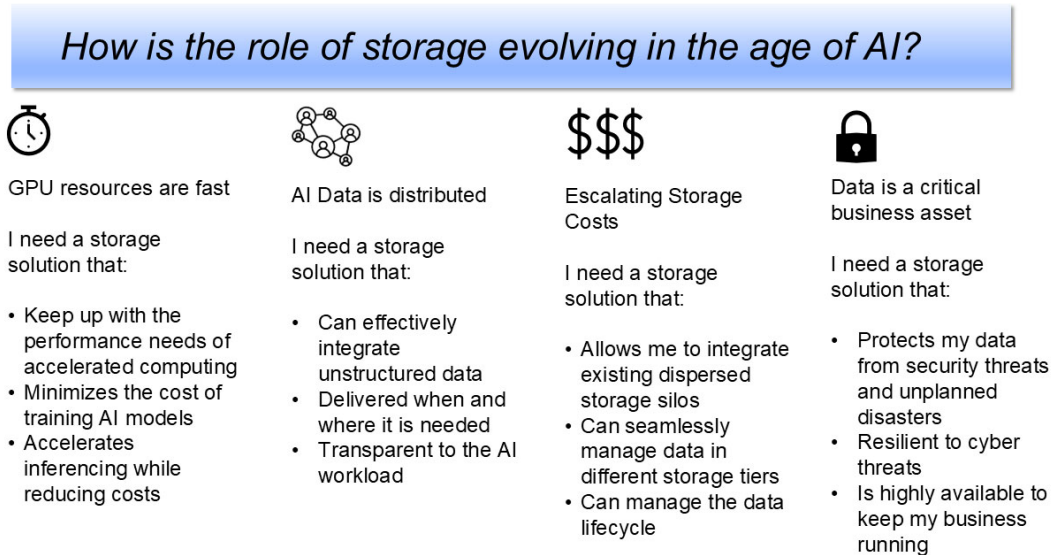 How is the role of storage evolving in the age of AI?
GPU resources are fast
I need a storage
solution that:
• Keep up with the
performance needs of
accelerated computing
• Minimizes the cost of
training AI models
• Accelerates
inferencing while
reducing costs
AI Data is distributed
I need a storage
solution that:
• Can effectively
integrate
unstructured data
• Delivered when and
where it is needed
• Transparent to the AI
workload
$$$
Escalating Storage
Costs
I need a storage
solution that:
• Allows me to integrate
existing dispersed
storage silos
• Can seamlessly
manage data in
different storage tiers
• Can manage the data
lifecycle
Data is a critical
business asset
I need a storage
solution that:
• Protects my data
from security threats
and unplanned
disasters
• Resilient to cyber
threats
• Is highly available to
keep my business
running